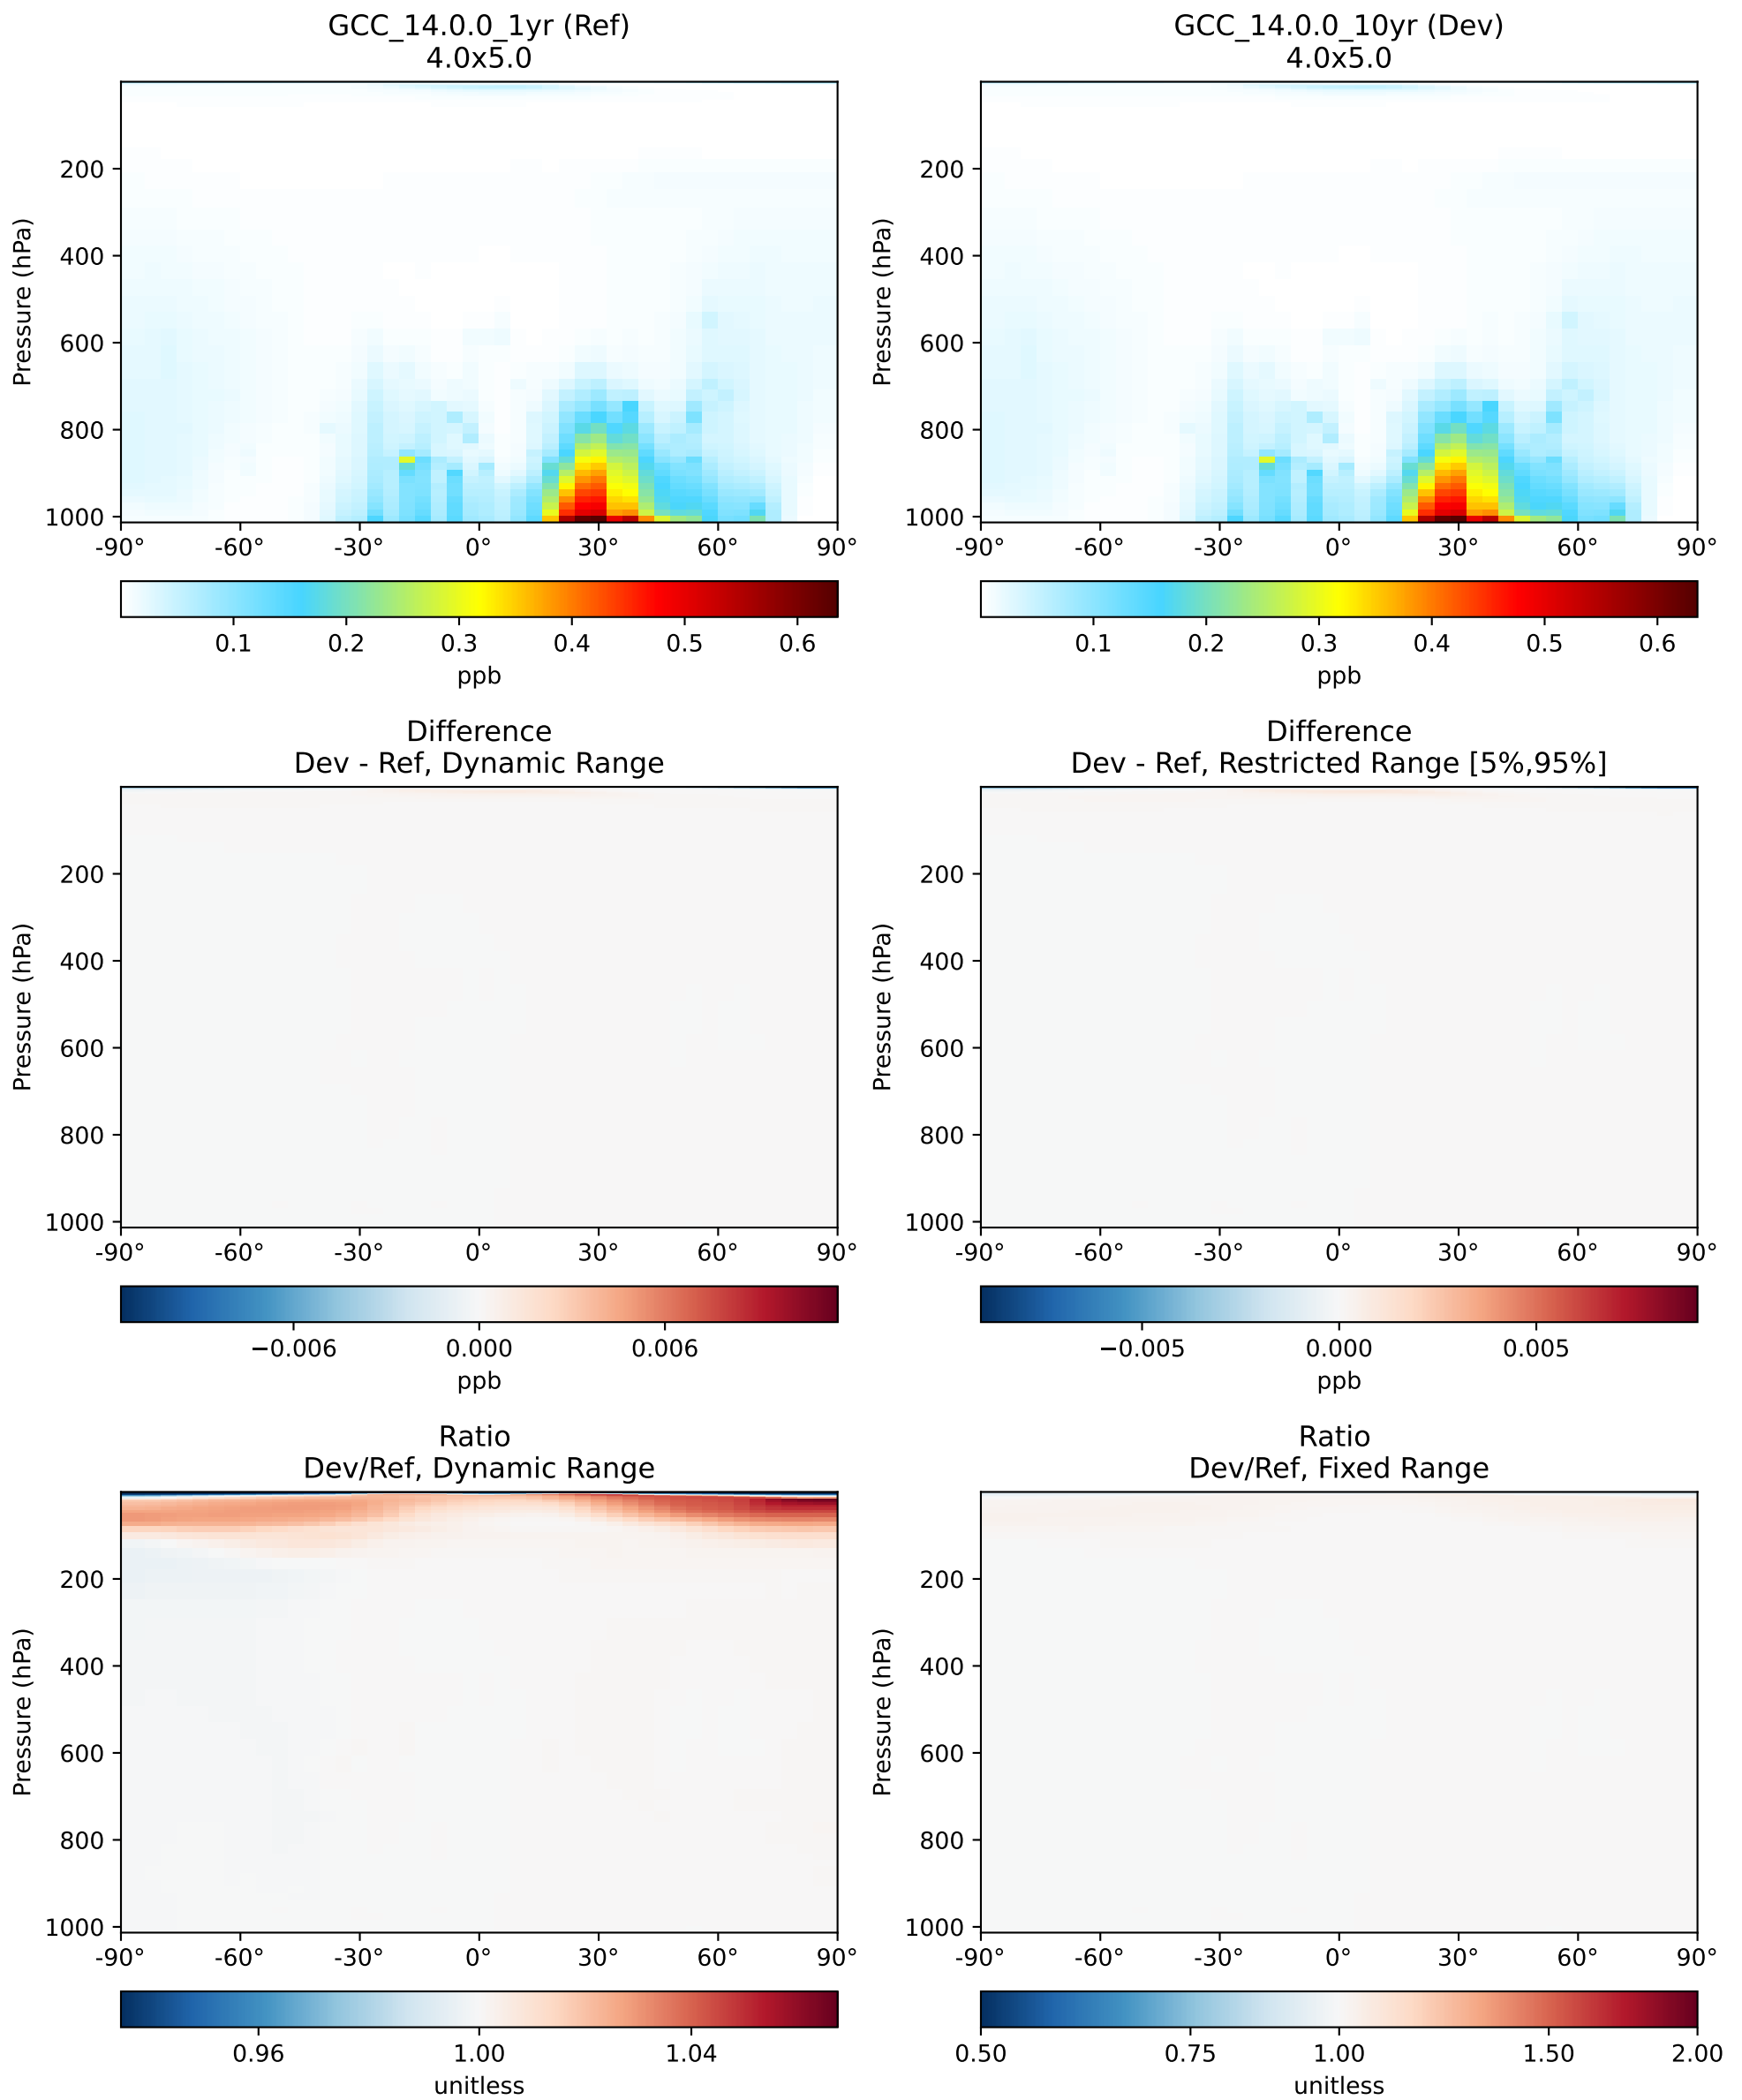 GCC_14.0.0_1yr (Ref)
4.0x5.0
Pressure (hPa)
200
400
600
800
1000
-90° -60° -30° 0° 30° 60° 90°
0.1 0.2 0.3 0.4 0.5 0.6
ppb
GCC_14.0.0_10yr (Dev)
4.0x5.0
Pressure (hPa)
200
400
600
800
1000
-90° -60° -30° 0° 30° 60° 90°
0.1 0.2 0.3 0.4 0.5 0.6
ppb
Difference
Dev - Ref, Dynamic Range
Pressure (hPa)
200
400
600
800
1000
-90° -60° -30° 0° 30° 60° 90°
−0.006 0.000 0.006
ppb
Difference
Dev - Ref, Restricted Range [5%,95%]
Pressure (hPa)
200
400
600
800
1000
-90° -60° -30° 0° 30° 60° 90°
−0.005 0.000 0.005
ppb
Ratio
Dev/Ref, Dynamic Range
Pressure (hPa)
200
400
600
800
1000
-90° -60° -30° 0° 30° 60° 90°
0.96 1.00 1.04
unitless
Ratio
Dev/Ref, Fixed Range
Pressure (hPa)
200
400
600
800
1000
-90° -60° -30° 0° 30° 60° 90°
0.50 0.75 1.00 1.50 2.00
unitless